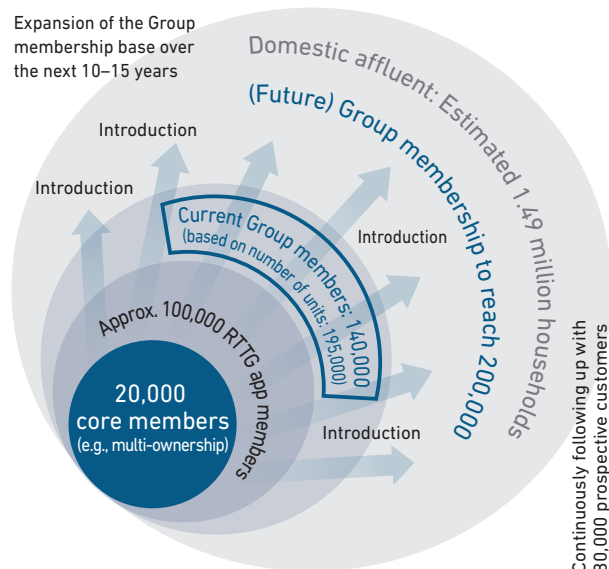 Expansion of the Group
membership base over
the next 10–15 years
Domestic affluent: Estimated 1.49 million households
(Future) Group membership to reach 200,000
Introduction
Introduction
Introduction
Introduction
Current Group members: 140,000
(based on number of units: 195,000)
Approx. 100,000 RTTG app members
20,000
core members
(e.g., multi-ownership)
Continuously following up with
prospective customers